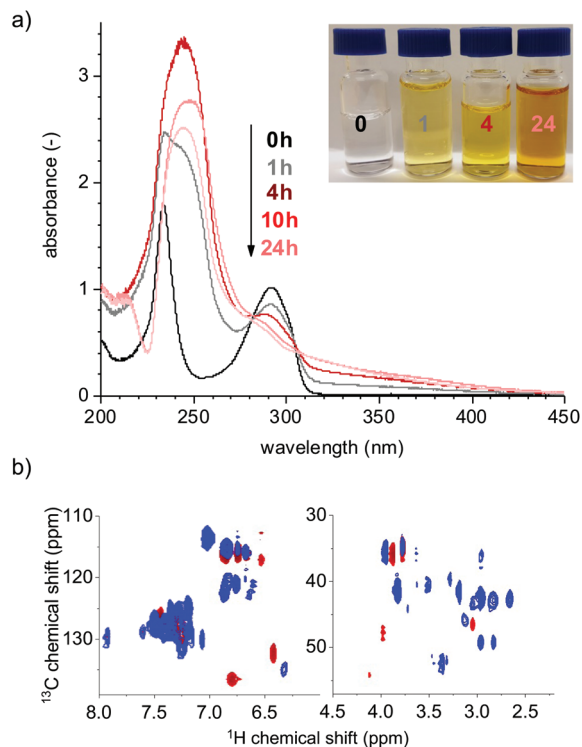 a)
absorbance (-)
3
2
1
0
0h
1h
4h
10h
24h
0 1 4 24
200 250 300 350 400 450
wavelength (nm)
b)
¹³C chemical shift (ppm)
110
120
130
8.0 7.5 7.0 6.5
30
40
50
60
4.5 4.0 3.5 3.0 2.5
¹H chemical shift (ppm)